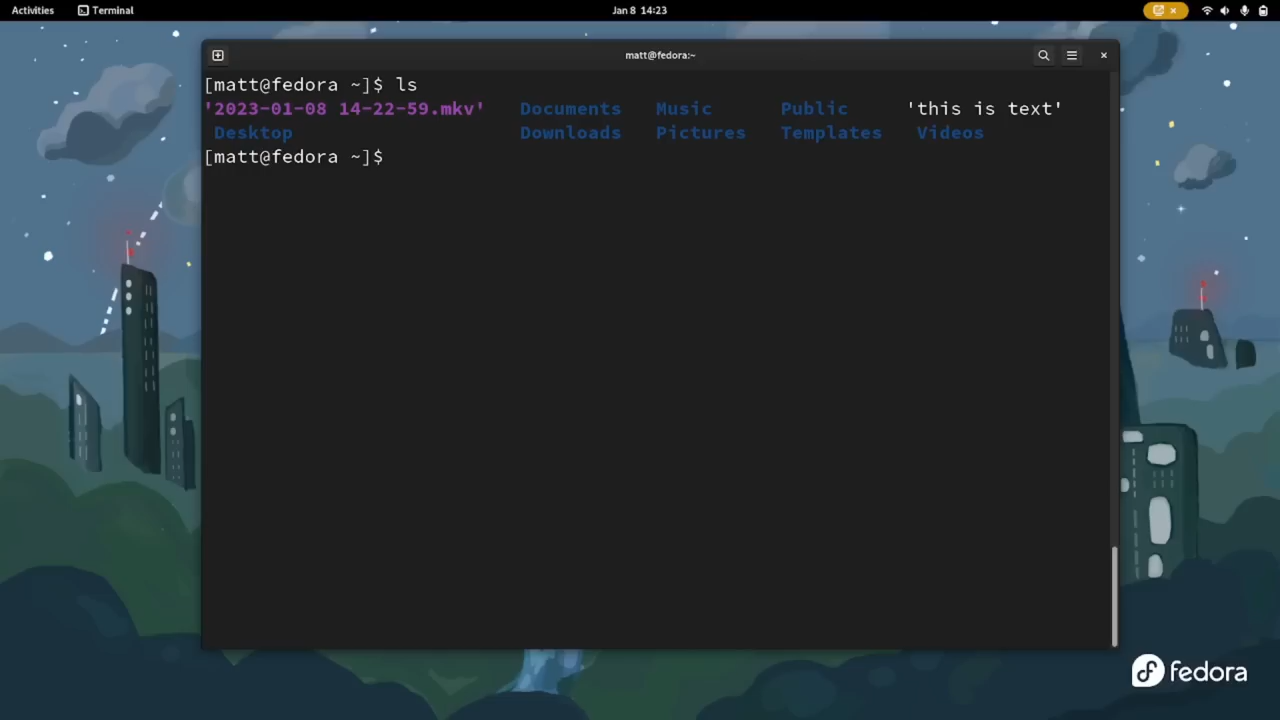 Activities Terminal Jan 8 14:23
matt@fedora:~
[matt@fedora ~]$ ls
'2023-01-08 14-22-59.mkv' Documents Music Public 'this is text'
Desktop Downloads Pictures Templates Videos
[matt@fedora ~]$
fedora